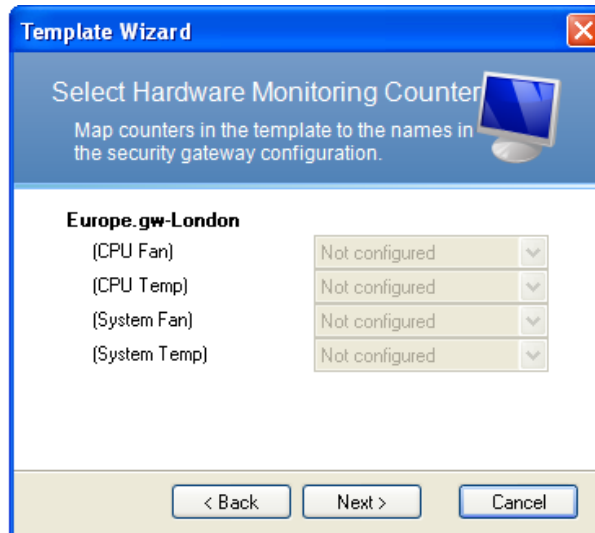 Template Wizard
Select Hardware Monitoring Counter
Map counters in the template to the names in
the security gateway configuration.
Europe.gw-London
(CPU Fan) Not configured
(CPU Temp) Not configured
(System Fan) Not configured
(System Temp) Not configured
< Back Next > Cancel